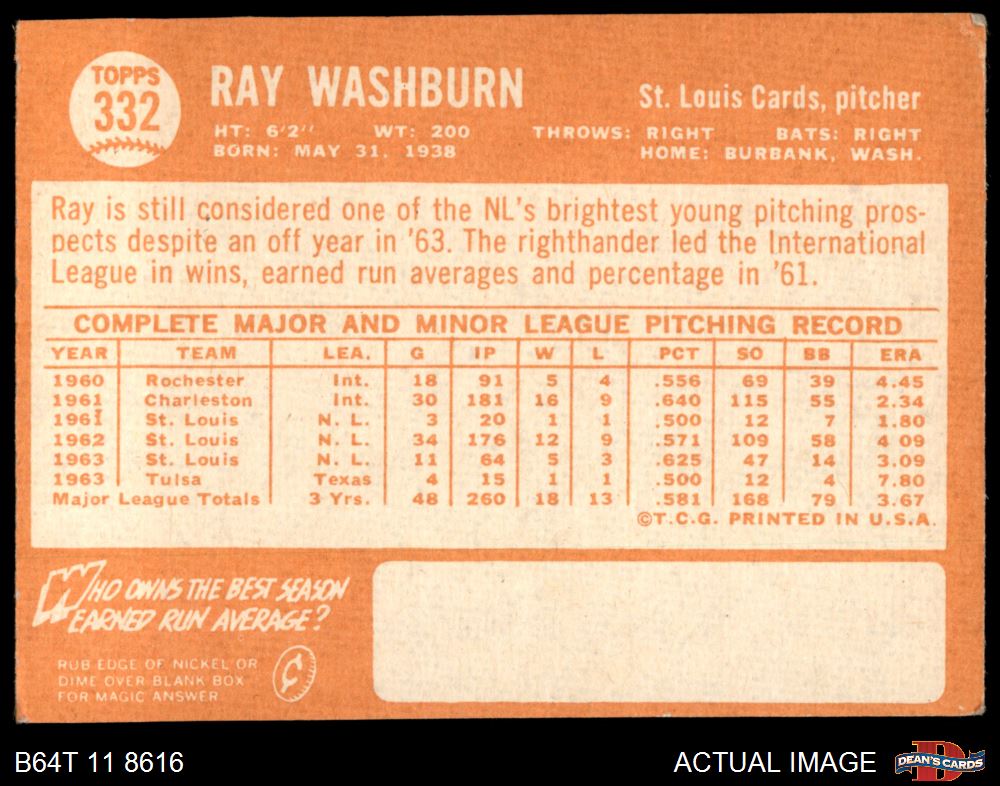 TOPPS
332
RAY WASHBURN
St. Louis Cards, pitcher
HT: 6'2" WT: 200 THROWS: RIGHT BATS: RIGHT
BORN: MAY 31, 1938 HOME: BURBANK, WASH.
Ray is still considered one of the NL's brightest young pitching pros-
pects despite an off year in '63. The righthander led the International
League in wins, earned run averages and percentage in '61.
COMPLETE MAJOR AND MINOR LEAGUE PITCHING RECORD
YEAR TEAM LEA. G IP W L PCT SO BB ERA
1960 Rochester Int. 18 91 5 4 .556 69 39 4.45
1961 Charleston Int. 30 181 16 9 .640 115 55 2.34
1961 St. Louis N. L. 3 20 1 1 .500 12 7 1.80
1962 St. Louis N. L. 34 176 12 9 .571 109 58 4 09
1963 St. Louis N. L. 11 64 5 3 .625 47 14 3.09
1963 Tulsa Texas 4 15 1 1 .500 12 4 7.80
Major League Totals 3 Yrs. 48 260 18 13 .581 168 79 3.67
©T.C.G. PRINTED IN U.S.A.
WHO OWNS THE BEST SEASON
EARNED RUN AVERAGE?
RUB EDGE OF NICKEL OR
DIME OVER BLANK BOX
FOR MAGIC ANSWER
¢
B64T 11 8616
ACTUAL IMAGE
D
DEAN'S CARDS